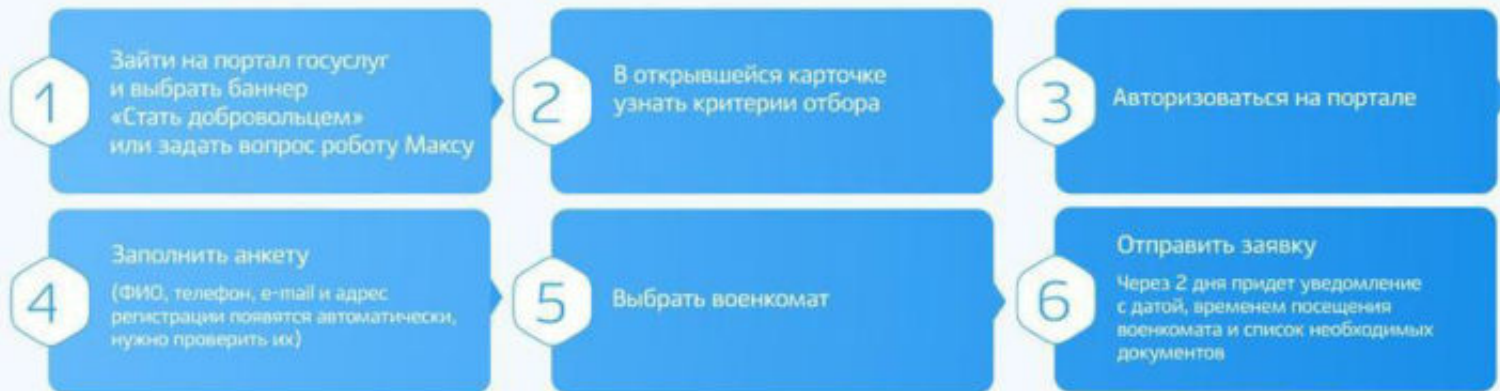 1
Зайти на портал госуслуг
и выбрать баннер
«Стать добровольцем»
или задать вопрос роботу Максу
2
В открывшейся карточке
узнать критерии отбора
3
Авторизоваться на портале
4
Заполнить анкету
(ФИО, телефон, e-mail и адрес
регистрации появятся автоматически,
нужно проверить их)
5
Выбрать военкомат
6
Отправить заявку
Через 2 дня придет уведомление
с датой, временем посещения
военкомата и список необходимых
документов